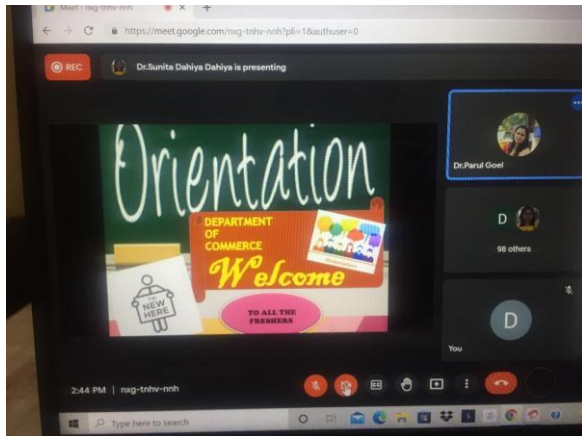 Meet - nxg-tnhv-nnh
https://meet.google.com/nxg-tnhv-nnh?pli=1&authuser=0
REC
Dr.Sunita Dahiya Dahiya is presenting
Orientation
DEPARTMENT
OF
COMMERCE
Welcome
NEW
HERE
TO ALL THE
FRESHERS
Dr.Parul Goel
D
98 others
D
You
2:44 PM | nxg-tnhv-nnh
CC
Type here to search